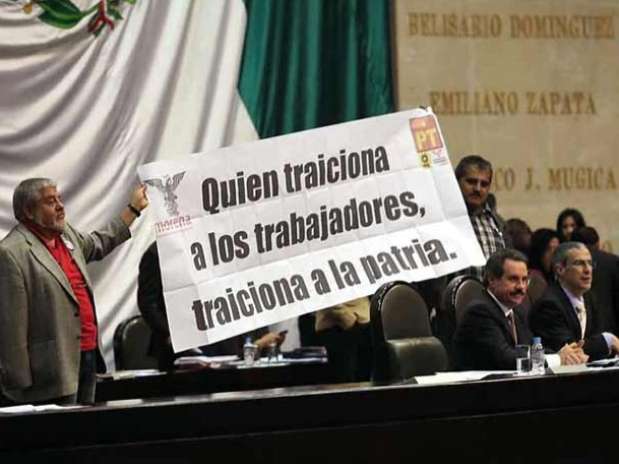 BELISARIO DOMINGUEZ
EMILIANO ZAPATA
CO J. MUGICA
morena
PT
Quien traiciona
a los trabajadores,
traiciona a la patria.